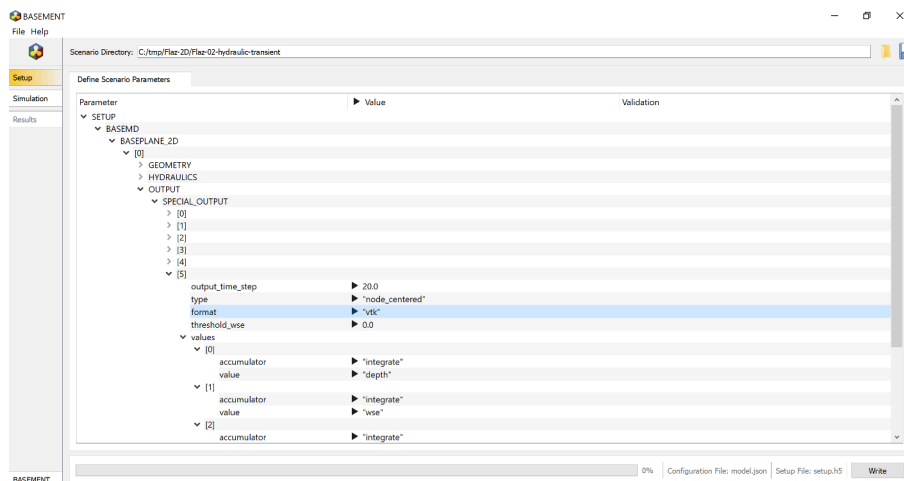 BASEMENT
File Help
Scenario Directory: C:/tmp/Flaz-2D/Flaz-02-hydraulic-transient
Setup
Define Scenario Parameters
Simulation
Parameter Value Validation
Results
SETUP
BASEMD
BASEPLANE_2D
[0]
GEOMETRY
HYDRAULICS
OUTPUT
SPECIAL_OUTPUT
[0]
[1]
[2]
[3]
[4]
[5]
output_time_step 20.0
type "node_centered"
format "vtk"
threshold_wse 0.0
values
[0]
accumulator "integrate"
value "depth"
[1]
accumulator "integrate"
value "wse"
[2]
accumulator "integrate"
0% Configuration File: model.json Setup File: setup.h5 Write
BASEMENT